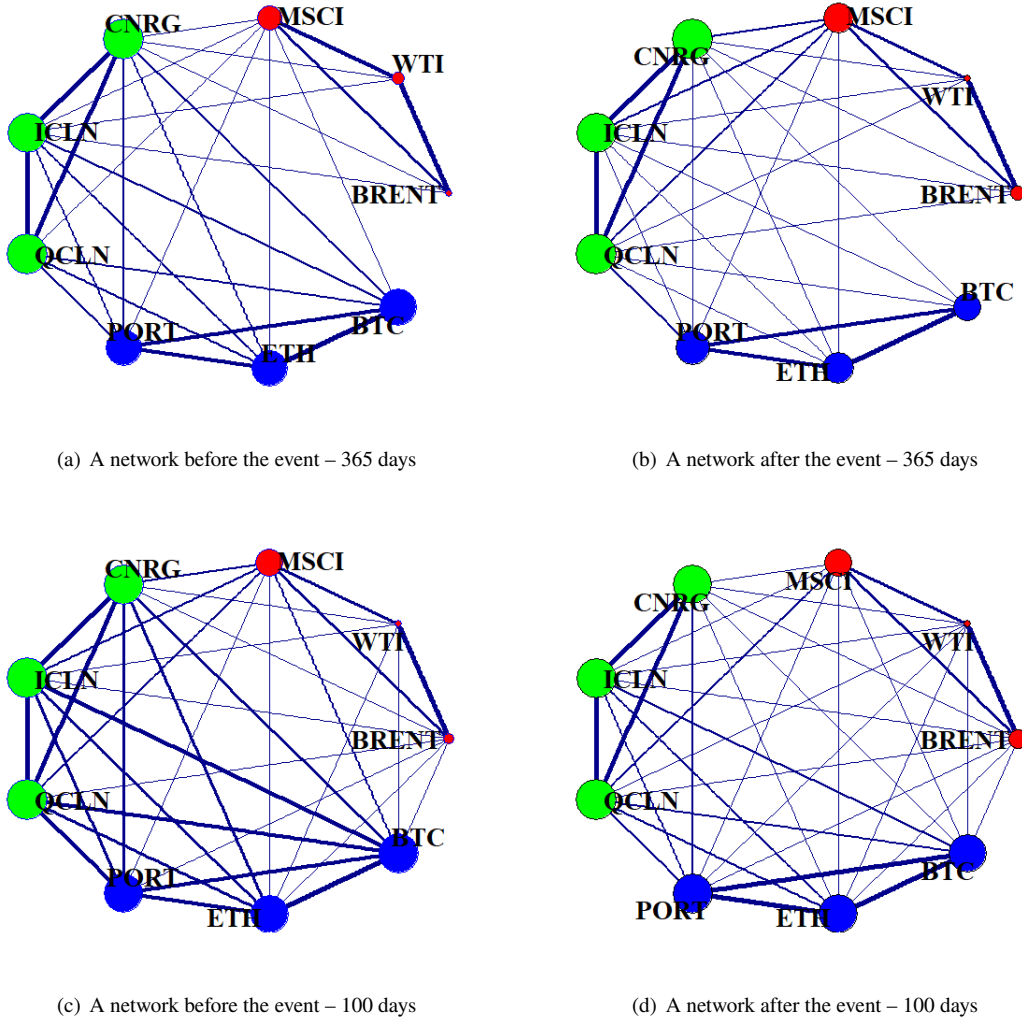 CNRG
MSCI
WTI
ICLN
BRENT
QCLN
BTC
PORT
ETH
(a) A network before the event – 365 days
MSCI
CNRG
WTI
ICLN
BRENT
QCLN
BTC
PORT
ETH
(b) A network after the event – 365 days
CNRG
MSCI
WTI
ICLN
BRENT
QCLN
BTC
PORT
ETH
(c) A network before the event – 100 days
MSCI
CNRG
WTI
ICLN
BRENT
QCLN
BTC
PORT
ETH
(d) A network after the event – 100 days